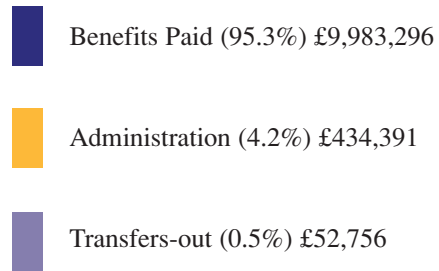 Benefits Paid (95.3%) £9,983,296
Administration (4.2%) £434,391
Transfers-out (0.5%) £52,756